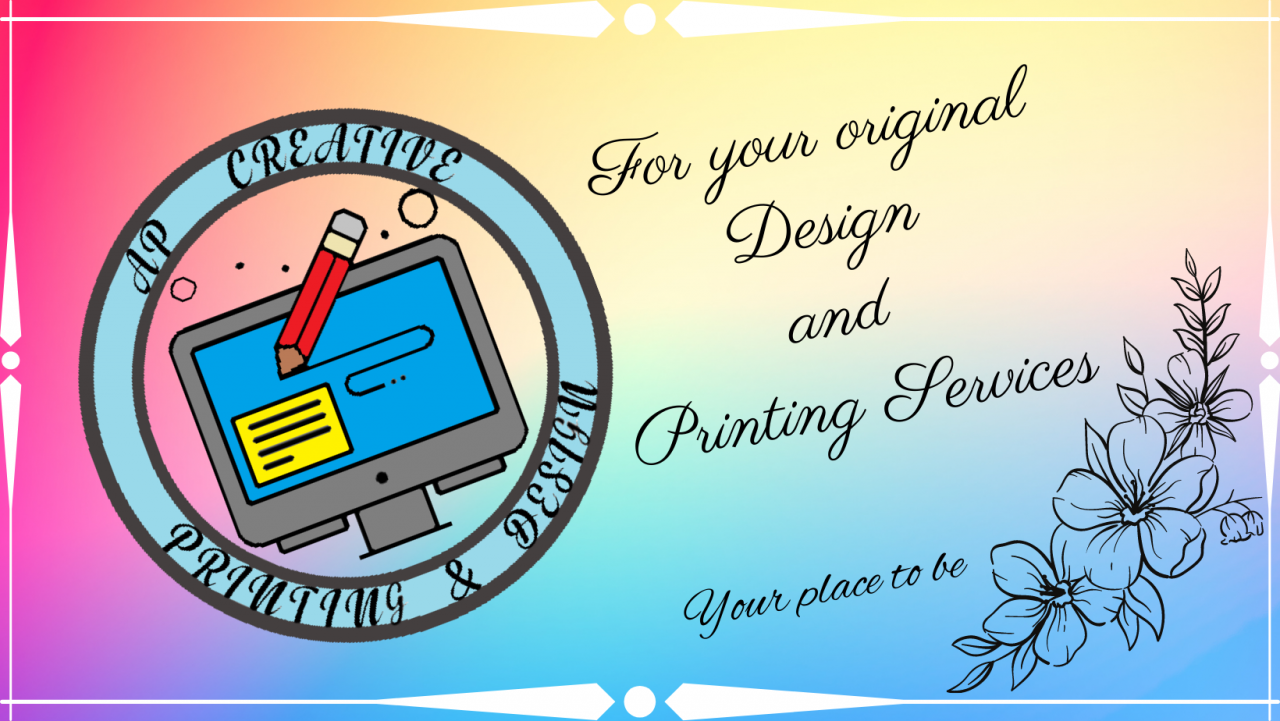 AP CREATIVE
PRINTING & DESIGN
For your original
Design
and
Printing Services
Your place to be